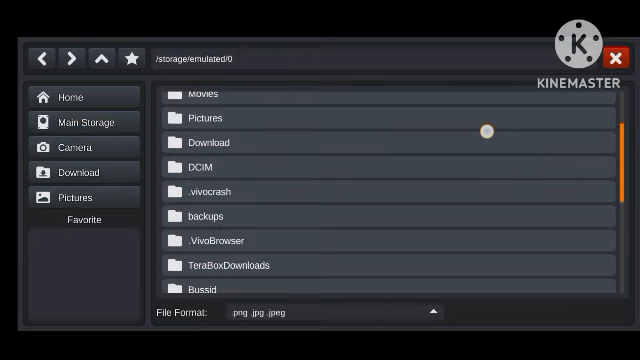 /storage/emulated/0
K
KINEMASTER
Home
Main Storage
Camera
Download
Pictures
Favorite
Movies
Pictures
Download
DCIM
.vivocrash
backups
.VivoBrowser
TeraBoxDownloads
Bussid
File Format:
.png .jpg .jpeg